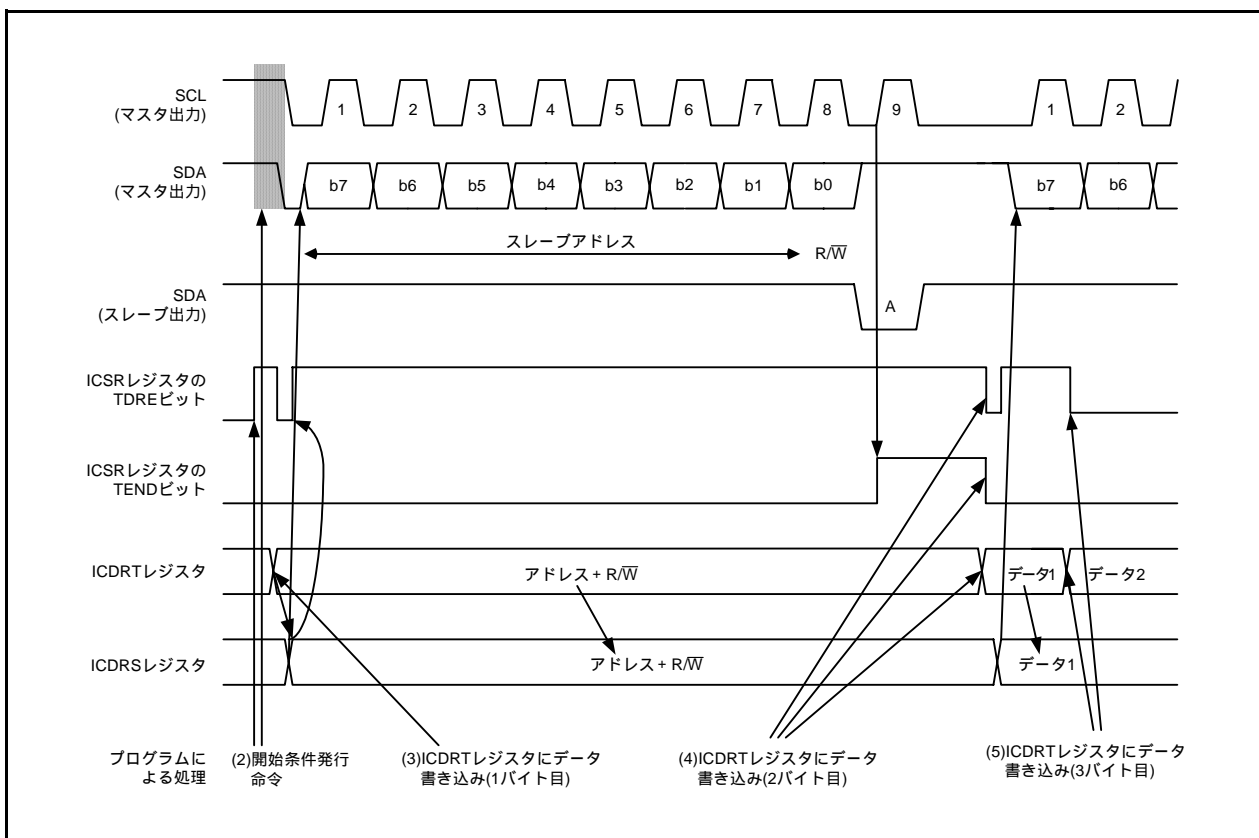 SCL
(マスタ出力)
1 2 3 4 5 6 7 8 9 1 2
SDA
(マスタ出力)
b7 b6 b5 b4 b3 b2 b1 b0 b7 b6
スレーブアドレス R/W̅
SDA
(スレーブ出力)
A
ICSRレジスタの
TDREビット
ICSRレジスタの
TENDビット
ICDRTレジスタ アドレス + R/W̅ データ1 データ2
ICDRSレジスタ アドレス + R/W̅ データ1
プログラムに
よる処理
(2)開始条件発行
命令
(3)ICDRTレジスタにデータ
書き込み(1バイト目)
(4)ICDRTレジスタにデータ
書き込み(2バイト目)
(5)ICDRTレジスタにデータ
書き込み(3バイト目)